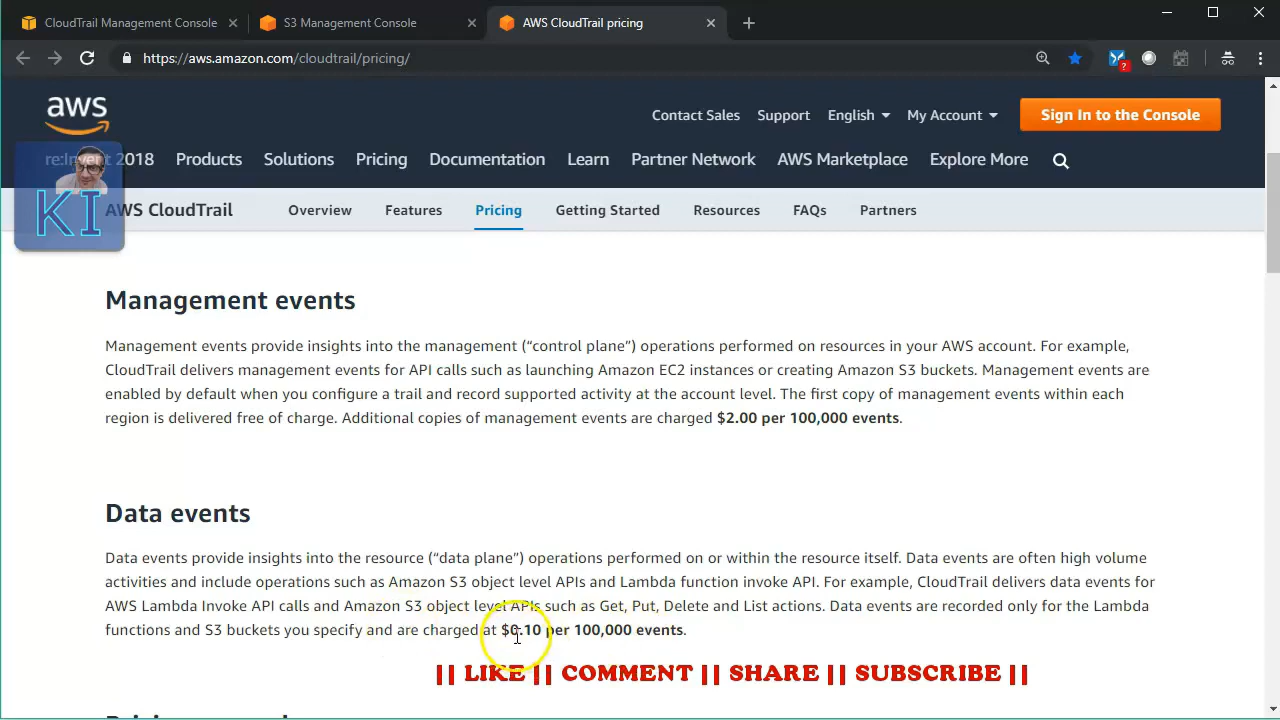 CloudTrail Management Console
S3 Management Console
AWS CloudTrail pricing
https://aws.amazon.com/cloudtrail/pricing/
?
aws
Contact Sales
Support
English
My Account
Sign In to the Console
re:Invent 2018
Products
Solutions
Pricing
Documentation
Learn
Partner Network
AWS Marketplace
Explore More
KI
AWS CloudTrail
Overview
Features
Pricing
Getting Started
Resources
FAQs
Partners
Management events
Management events provide insights into the management (“control plane”) operations performed on resources in your AWS account. For example,
CloudTrail delivers management events for API calls such as launching Amazon EC2 instances or creating Amazon S3 buckets. Management events are
enabled by default when you configure a trail and record supported activity at the account level. The first copy of management events within each
region is delivered free of charge. Additional copies of management events are charged $2.00 per 100,000 events.
Data events
Data events provide insights into the resource (“data plane”) operations performed on or within the resource itself. Data events are often high volume
activities and include operations such as Amazon S3 object level APIs and Lambda function invoke API. For example, CloudTrail delivers data events for
AWS Lambda Invoke API calls and Amazon S3 object level APIs such as Get, Put, Delete and List actions. Data events are recorded only for the Lambda
functions and S3 buckets you specify and are charged at $0.10 per 100,000 events.
|| LIKE || COMMENT || SHARE || SUBSCRIBE ||